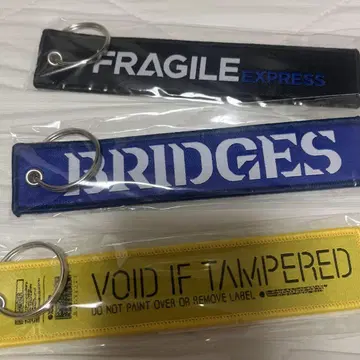 FRAGILE EXPRESS
BRIDGES
VOID IF TAMPERED
DO NOT PAINT OVER OR REMOVE LABEL